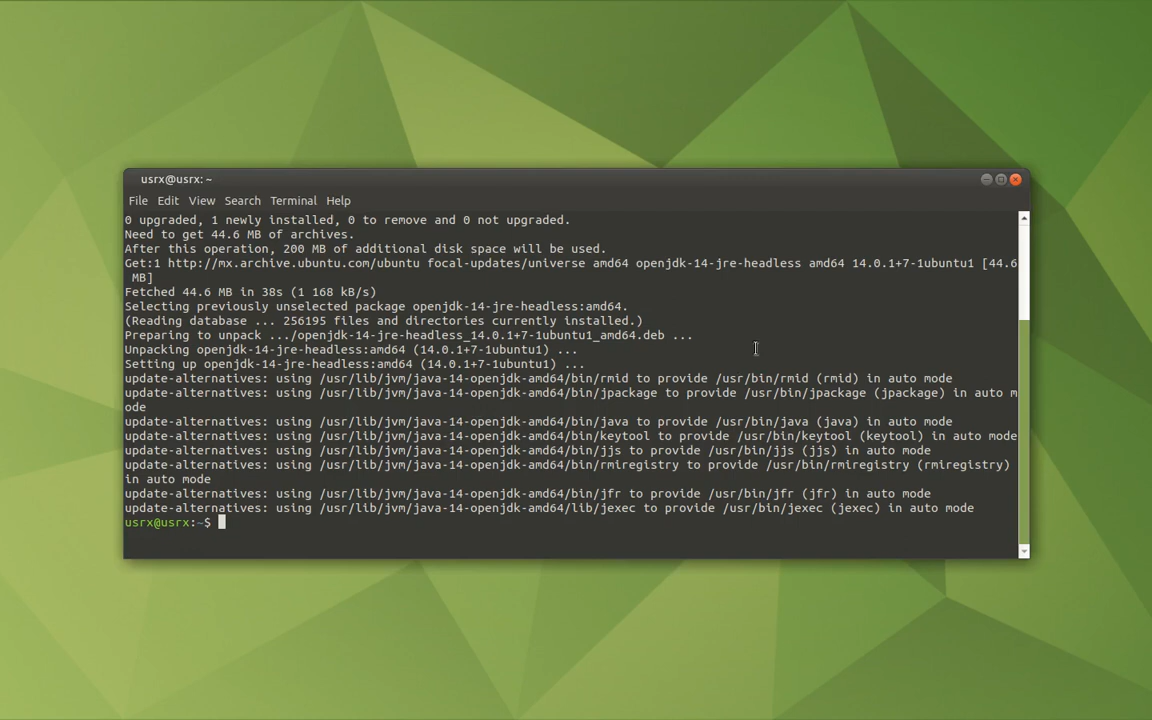 usrx@usrx: ~
File Edit View Search Terminal Help
0 upgraded, 1 newly installed, 0 to remove and 0 not upgraded.
Need to get 44.6 MB of archives.
After this operation, 200 MB of additional disk space will be used.
Get:1 http://mx.archive.ubuntu.com/ubuntu focal-updates/universe amd64 openjdk-14-jre-headless amd64 14.0.1+7-1ubuntu1 [44.6
 MB]
Fetched 44.6 MB in 38s (1 168 kB/s)
Selecting previously unselected package openjdk-14-jre-headless:amd64.
(Reading database ... 256195 files and directories currently installed.)
Preparing to unpack .../openjdk-14-jre-headless_14.0.1+7-1ubuntu1_amd64.deb ...
Unpacking openjdk-14-jre-headless:amd64 (14.0.1+7-1ubuntu1) ...
Setting up openjdk-14-jre-headless:amd64 (14.0.1+7-1ubuntu1) ...
update-alternatives: using /usr/lib/jvm/java-14-openjdk-amd64/bin/rmid to provide /usr/bin/rmid (rmid) in auto mode
update-alternatives: using /usr/lib/jvm/java-14-openjdk-amd64/bin/jpackage to provide /usr/bin/jpackage (jpackage) in auto m
ode
update-alternatives: using /usr/lib/jvm/java-14-openjdk-amd64/bin/java to provide /usr/bin/java (java) in auto mode
update-alternatives: using /usr/lib/jvm/java-14-openjdk-amd64/bin/keytool to provide /usr/bin/keytool (keytool) in auto mode
update-alternatives: using /usr/lib/jvm/java-14-openjdk-amd64/bin/jjs to provide /usr/bin/jjs (jjs) in auto mode
update-alternatives: using /usr/lib/jvm/java-14-openjdk-amd64/bin/rmiregistry to provide /usr/bin/rmiregistry (rmiregistry)
in auto mode
update-alternatives: using /usr/lib/jvm/java-14-openjdk-amd64/bin/jfr to provide /usr/bin/jfr (jfr) in auto mode
update-alternatives: using /usr/lib/jvm/java-14-openjdk-amd64/lib/jexec to provide /usr/bin/jexec (jexec) in auto mode
usrx@usrx:~$